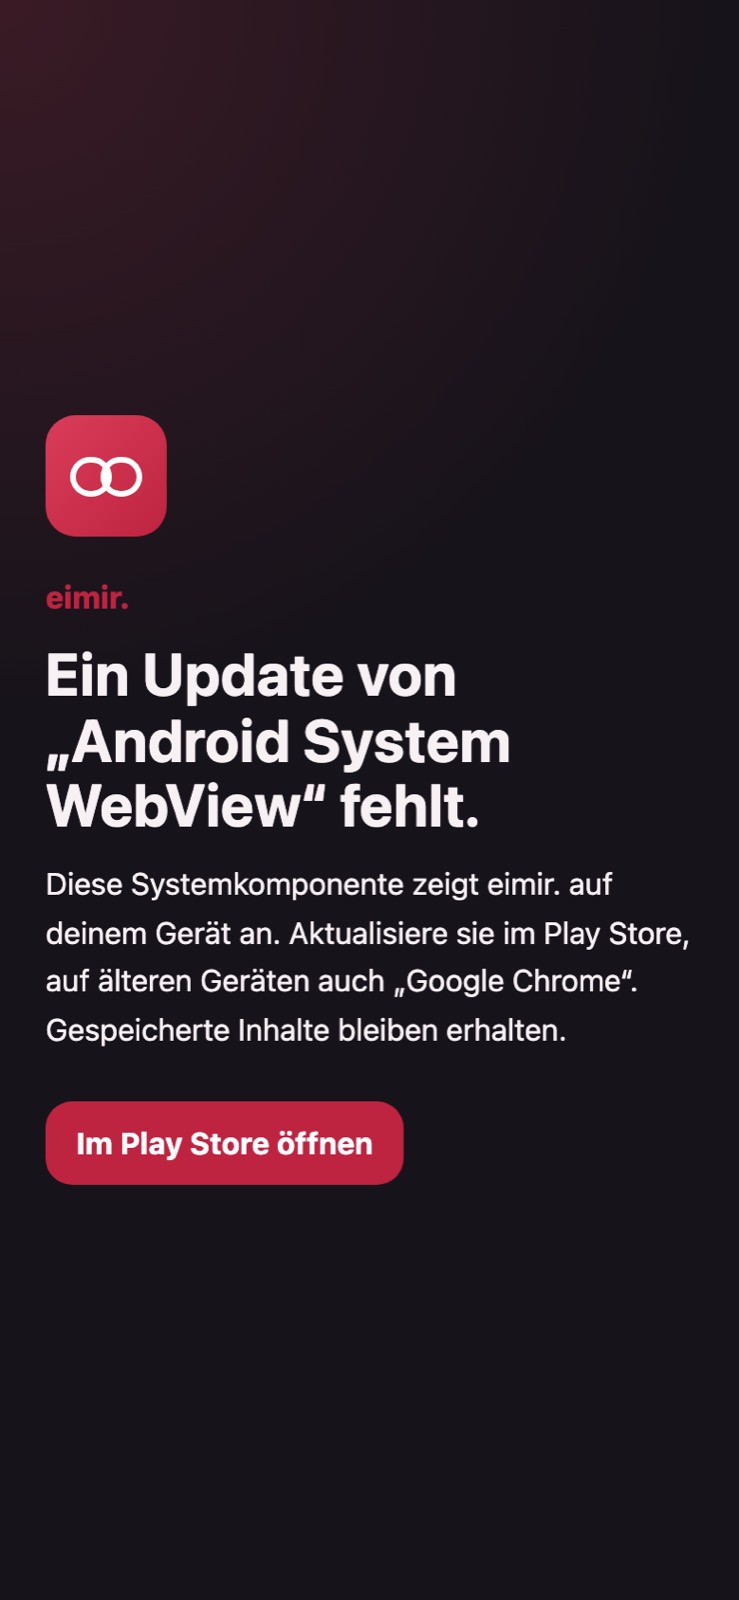 eimir.
Ein Update von
„Android System
WebView“ fehlt.
Diese Systemkomponente zeigt eimir. auf
deinem Gerät an. Aktualisiere sie im Play Store,
auf älteren Geräten auch „Google Chrome“.
Gespeicherte Inhalte bleiben erhalten.
Im Play Store öffnen